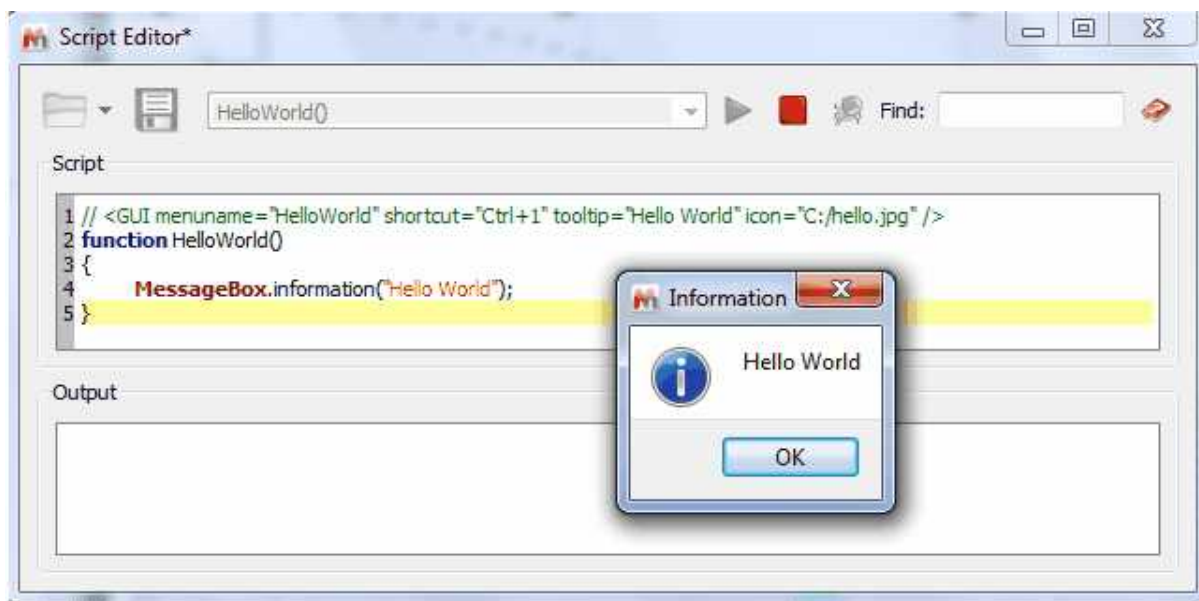 Script Editor*
HelloWorld()
Find:
Script
1 // <GUI menuname="HelloWorld" shortcut="Ctrl+1" tooltip="Hello World" icon="C:/hello.jpg" />
2 function HelloWorld()
3 {
4 MessageBox.information("Hello World");
5 }
Information
Hello World
OK
Output